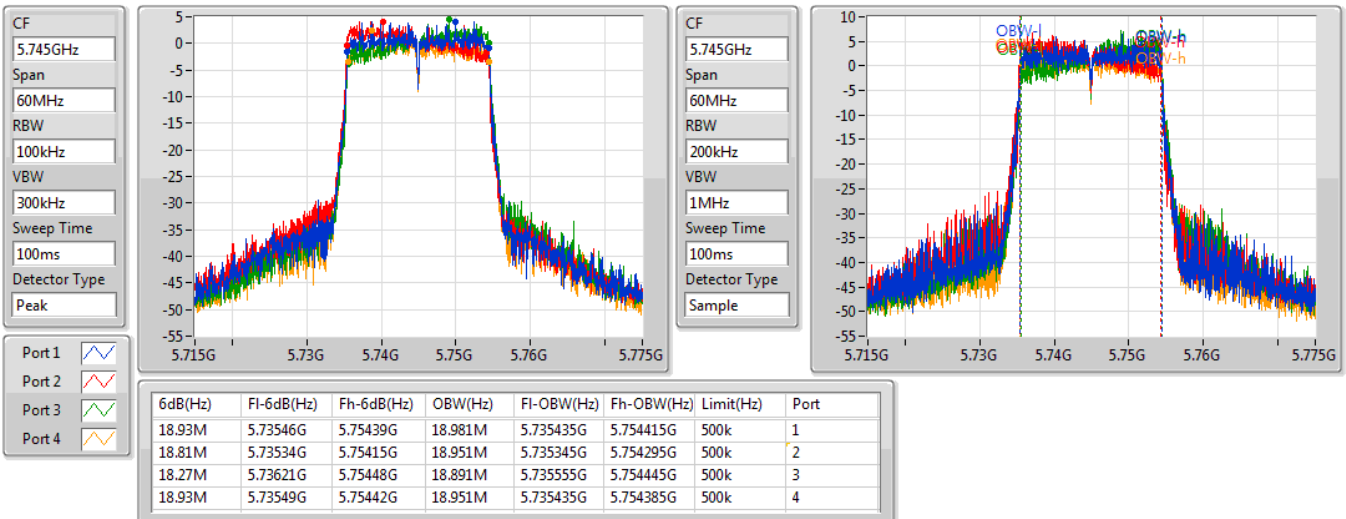 CF
5.745GHz
Span
60MHz
RBW
100kHz
VBW
300kHz
Sweep Time
100ms
Detector Type
Peak
5
0
-5
-10
-15
-20
-25
-30
-35
-40
-45
-50
-55
5.715G 5.73G 5.74G 5.75G 5.76G 5.775G
CF
5.745GHz
Span
60MHz
RBW
200kHz
VBW
1MHz
Sweep Time
100ms
Detector Type
Sample
10
5
0
-5
-10
-15
-20
-25
-30
-35
-40
-45
-50
-55
OBW-l
OBW-h
OBW-h
5.715G 5.73G 5.74G 5.75G 5.76G 5.775G
Port 1
Port 2
Port 3
Port 4
6dB(Hz) Fl-6dB(Hz) Fh-6dB(Hz) OBW(Hz) Fl-OBW(Hz) Fh-OBW(Hz) Limit(Hz) Port
18.93M 5.73546G 5.75439G 18.981M 5.735435G 5.754415G 500k 1
18.81M 5.73534G 5.75415G 18.951M 5.735345G 5.754295G 500k 2
18.27M 5.73621G 5.75448G 18.891M 5.735555G 5.754445G 500k 3
18.93M 5.73549G 5.75442G 18.951M 5.735435G 5.754385G 500k 4